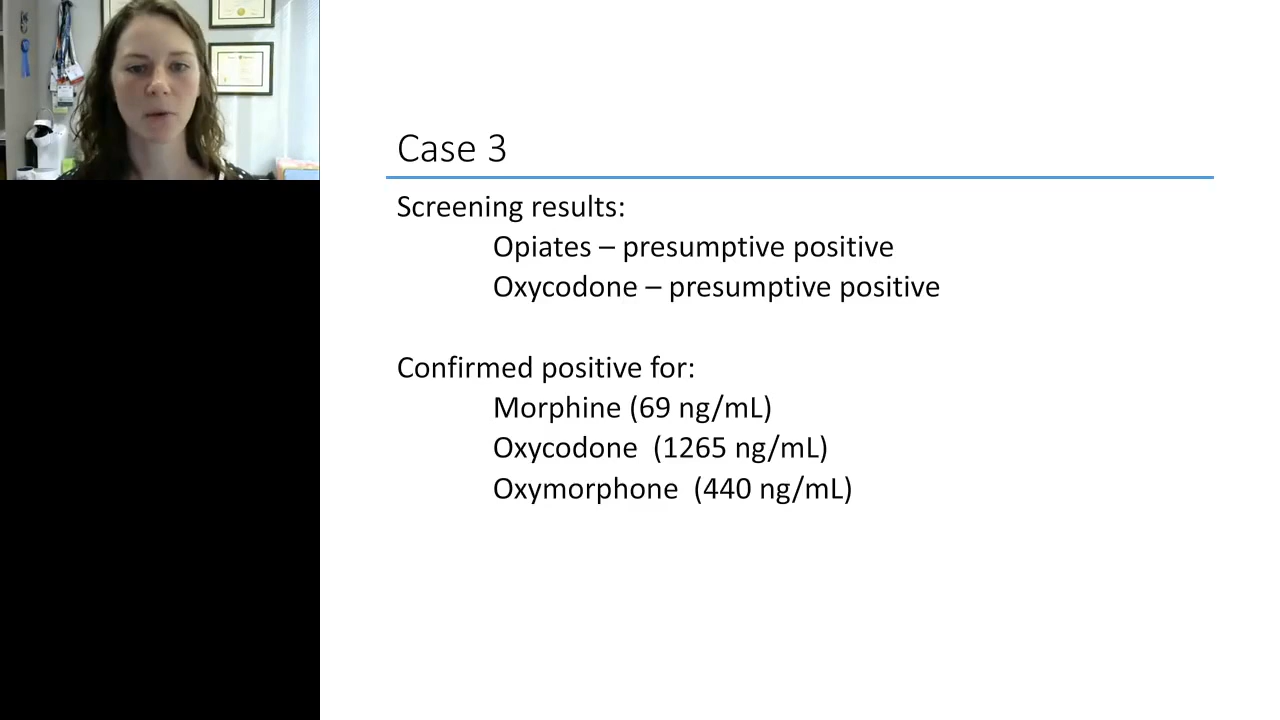 Case 3
Screening results:
Opiates – presumptive positive
Oxycodone – presumptive positive
Confirmed positive for:
Morphine (69 ng/mL)
Oxycodone (1265 ng/mL)
Oxymorphone (440 ng/mL)